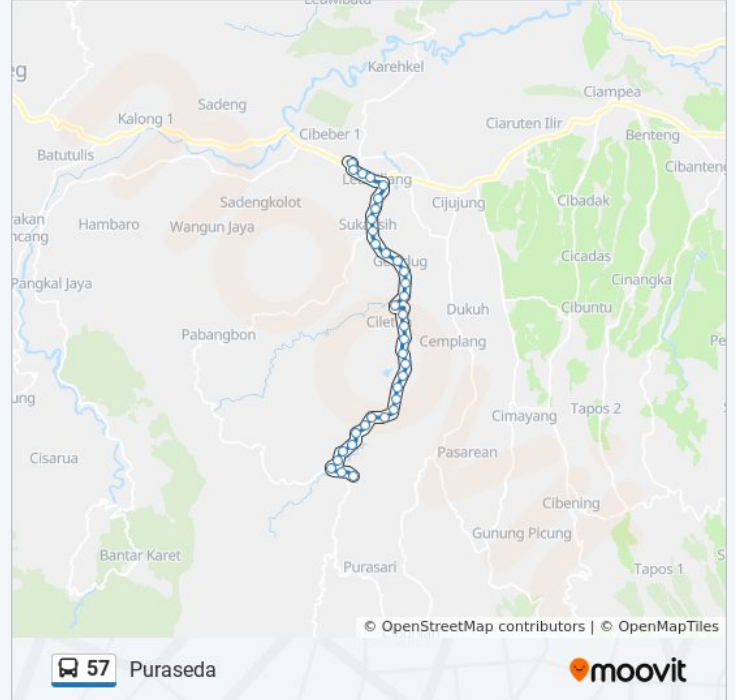 Karehkel
Sadeng
Ciampea
Kalong 1
Ciaruten Ilir
Cibeber 1
Benteng
Batutulis
Cibanteng
Sadengkolot
Cijujung
Cibadak
Hambaro
Wangun Jaya
Cicadas
Pangkal Jaya
Cinangka
Dukuh
Cibuntu
Pabangbon
Cemplang
Cimayang
Tapos 2
Cisarua
Pasarean
Cibening
Gunung Picung
Bantar Karet
Purasari
Tapos 1
© OpenStreetMap contributors | © OpenMapTiles
57 Puraseda
moovit